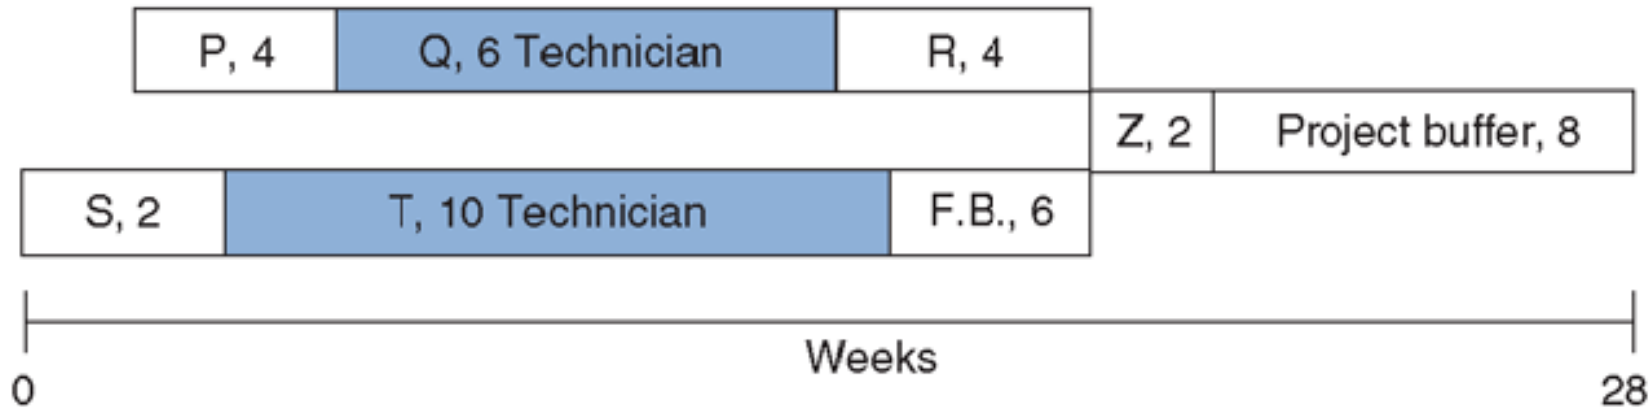 P, 4
Q, 6 Technician
R, 4
Z, 2
Project buffer, 8
S, 2
T, 10 Technician
F.B., 6
Weeks
0
28